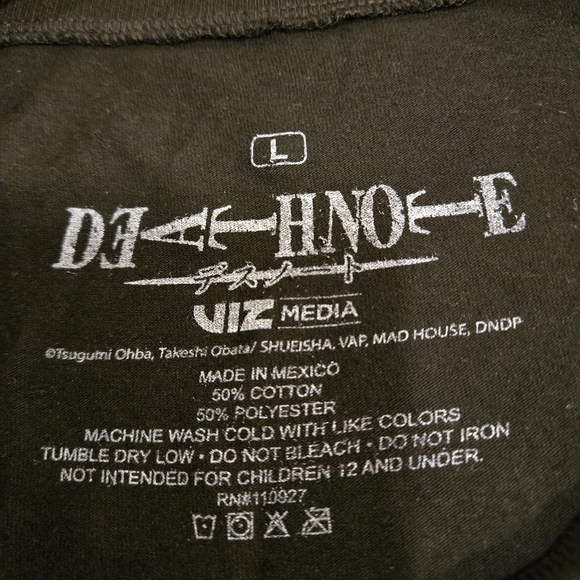 L
DEATHNOTE
デスノート
VIZ MEDIA
©Tsugumi Ohba, Takeshi Obata/ SHUEISHA, VAP, MAD HOUSE, DNDP
MADE IN MEXICO
50% COTTON
50% POLYESTER
MACHINE WASH COLD WITH LIKE COLORS
TUMBLE DRY LOW • DO NOT BLEACH • DO NOT IRON
NOT INTENDED FOR CHILDREN 12 AND UNDER.
RN#110927